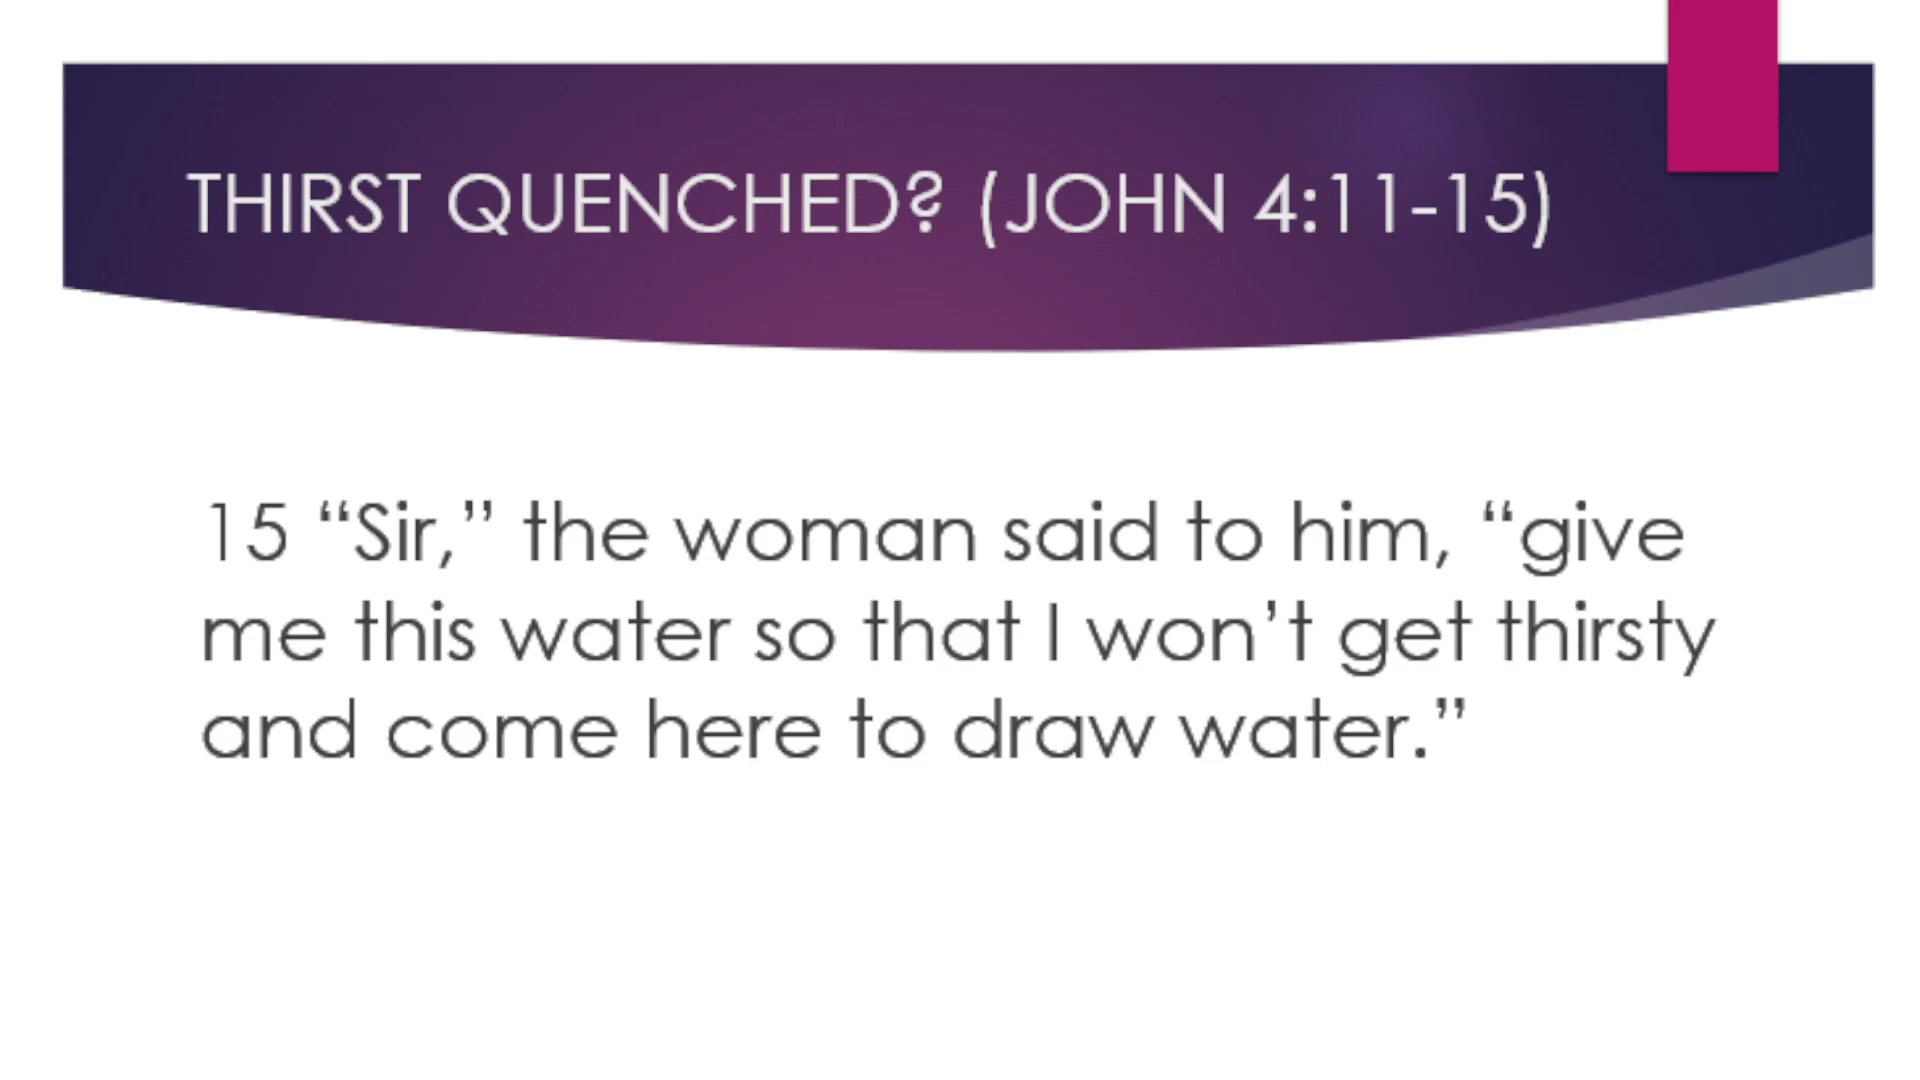 THIRST QUENCHED? (JOHN 4:11-15)
15 “Sir,” the woman said to him, “give
me this water so that I won’t get thirsty
and come here to draw water.”